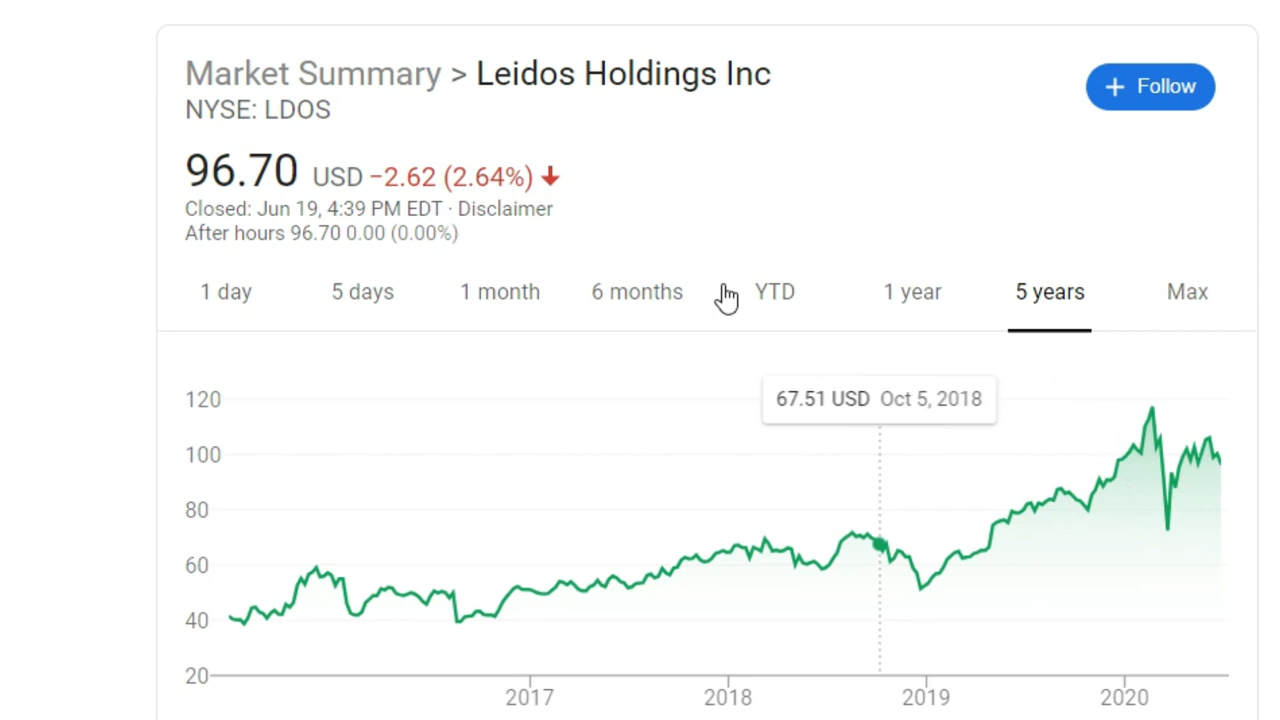 Market Summary > Leidos Holdings Inc
NYSE: LDOS
+ Follow
96.70 USD −2.62 (2.64%)
Closed: Jun 19, 4:39 PM EDT · Disclaimer
After hours 96.70 0.00 (0.00%)
1 day 5 days 1 month 6 months YTD 1 year 5 years Max
67.51 USD Oct 5, 2018
120
100
80
60
40
20
2017 2018 2019 2020